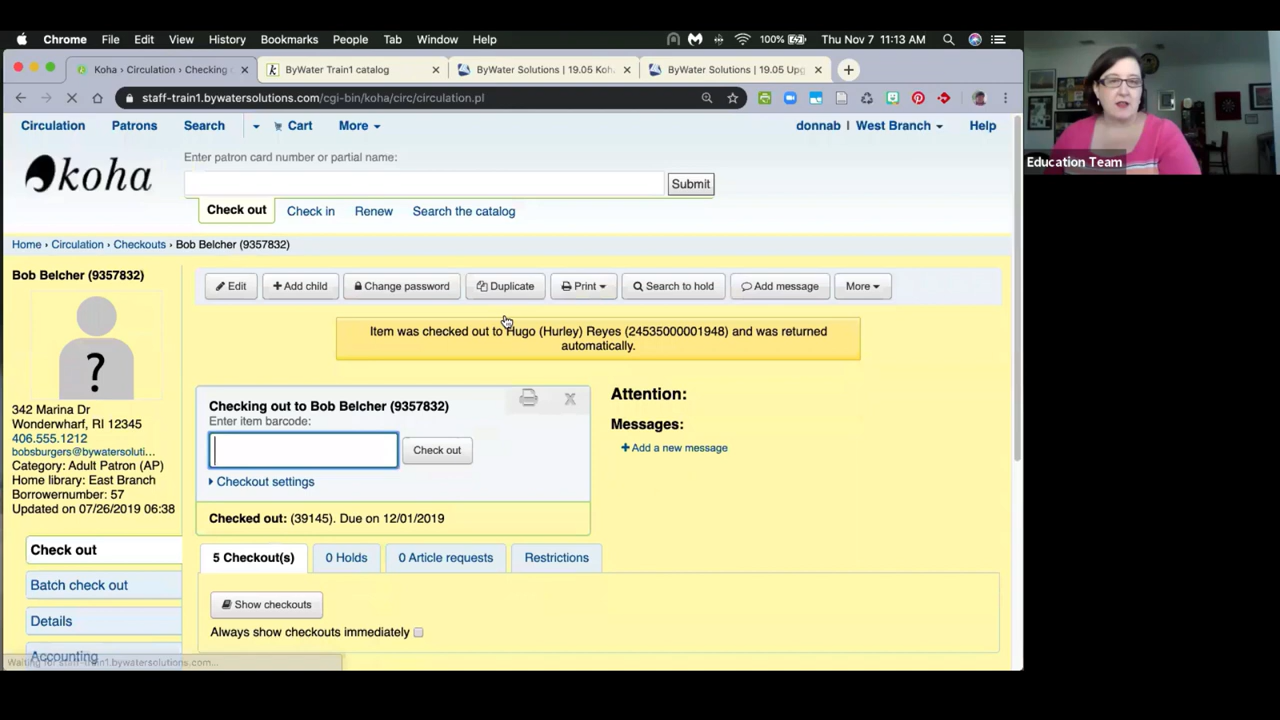 Chrome File Edit View History Bookmarks People Tab Window Help 100% Thu Nov 7 11:13 AM
Koha › Circulation › Checking ByWater Train1 catalog ByWater Solutions | 19.05 Koh ByWater Solutions | 19.05 Upg
staff-train1.bywatersolutions.com/cgi-bin/koha/circ/circulation.pl
Circulation Patrons Search Cart More donnab West Branch Help
Education Team
koha
Enter patron card number or partial name:
Submit
Check out Check in Renew Search the catalog
Home › Circulation › Checkouts › Bob Belcher (9357832)
Bob Belcher (9357832)
Edit + Add child Change password Duplicate Print Search to hold Add message More
Item was checked out to Hugo (Hurley) Reyes (24535000001948) and was returned
automatically.
?
342 Marina Dr
Wonderwharf, RI 12345
406.555.1212
bobsburgers@bywatersoluti...
Category: Adult Patron (AP)
Home library: East Branch
Borrowernumber: 57
Updated on 07/26/2019 06:38
Checking out to Bob Belcher (9357832)
Enter item barcode:
Check out
Checkout settings
Checked out: (39145). Due on 12/01/2019
Attention:
Messages:
+ Add a new message
5 Checkout(s) 0 Holds 0 Article requests Restrictions
Show checkouts
Always show checkouts immediately
Check out
Batch check out
Details
Accounting
Waiting for staff-train1.bywatersolutions.com...